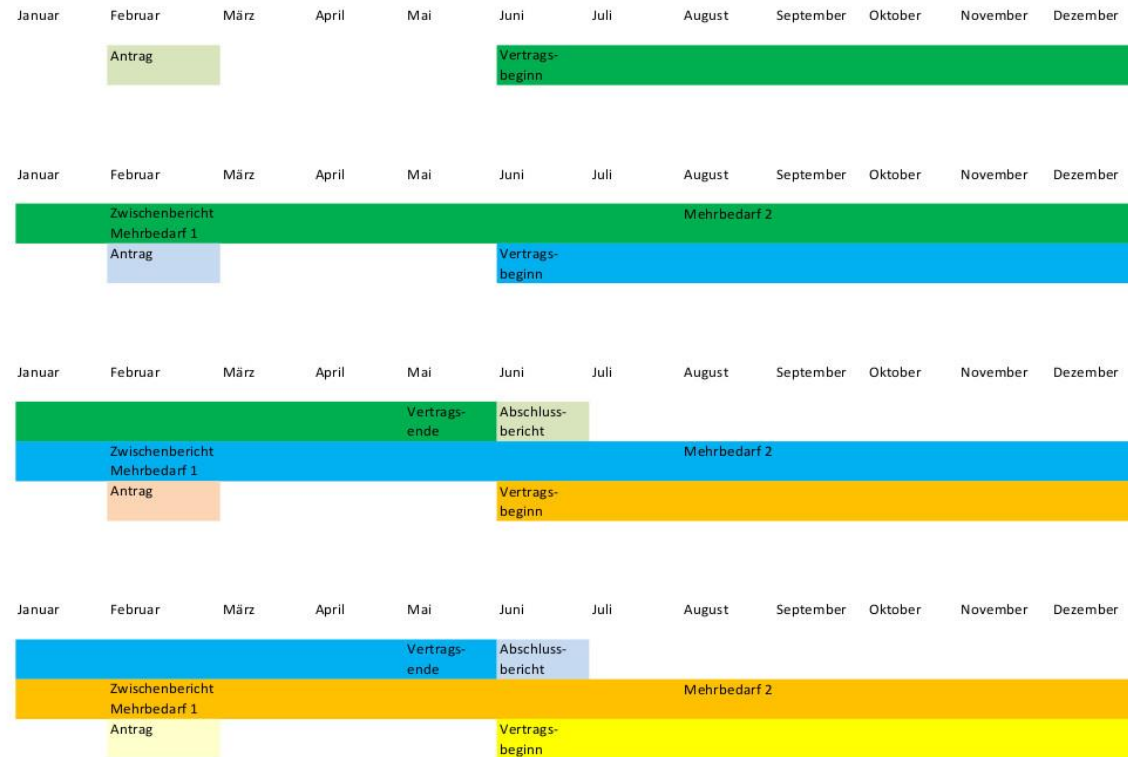 Januar Februar März April Mai Juni Juli August September Oktober November Dezember
Antrag Vertrags-
beginn
Januar Februar März April Mai Juni Juli August September Oktober November Dezember
Zwischenbericht Mehrbedarf 2
Mehrbedarf 1
Antrag Vertrags-
beginn
Januar Februar März April Mai Juni Juli August September Oktober November Dezember
Vertrags- Abschluss-
ende bericht
Zwischenbericht Mehrbedarf 2
Mehrbedarf 1
Antrag Vertrags-
beginn
Januar Februar März April Mai Juni Juli August September Oktober November Dezember
Vertrags- Abschluss-
ende bericht
Zwischenbericht Mehrbedarf 2
Mehrbedarf 1
Antrag Vertrags-
beginn